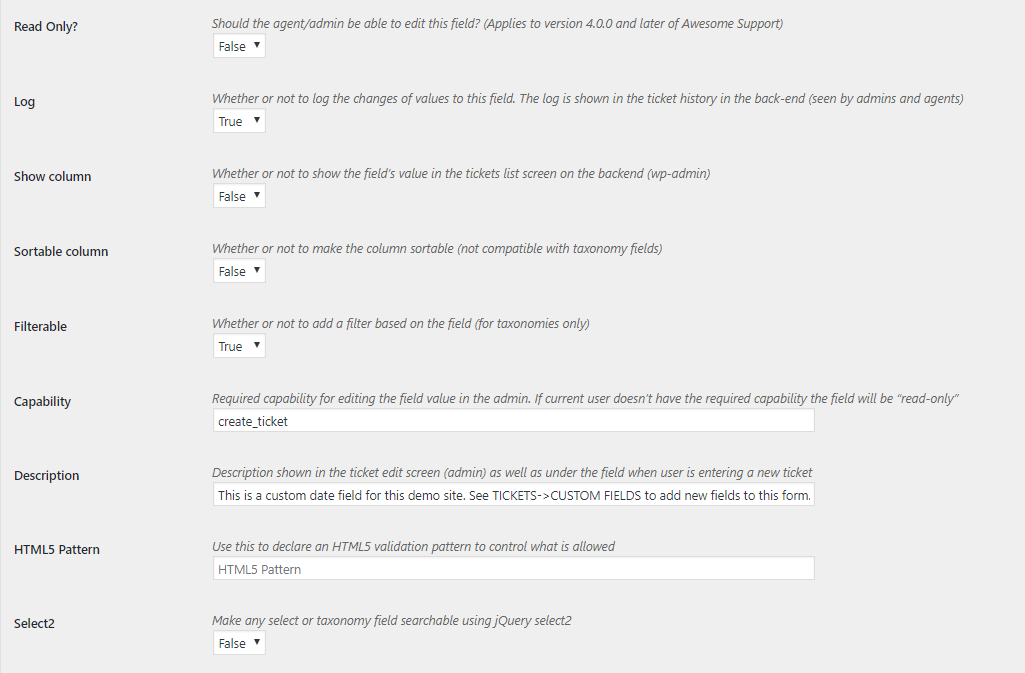 Read Only?
Should the agent/admin be able to edit this field? (Applies to version 4.0.0 and later of Awesome Support)
False
Log
Whether or not to log the changes of values to this field. The log is shown in the ticket history in the back-end (seen by admins and agents)
True
Show column
Whether or not to show the field's value in the tickets list screen on the backend (wp-admin)
False
Sortable column
Whether or not to make the column sortable (not compatible with taxonomy fields)
False
Filterable
Whether or not to add a filter based on the field (for taxonomies only)
True
Capability
Required capability for editing the field value in the admin. If current user doesn't have the required capability the field will be “read-only”
create_ticket
Description
Description shown in the ticket edit screen (admin) as well as under the field when user is entering a new ticket
This is a custom date field for this demo site. See TICKETS->CUSTOM FIELDS to add new fields to this form.
HTML5 Pattern
Use this to declare an HTML5 validation pattern to control what is allowed
HTML5 Pattern
Select2
Make any select or taxonomy field searchable using jQuery select2
False